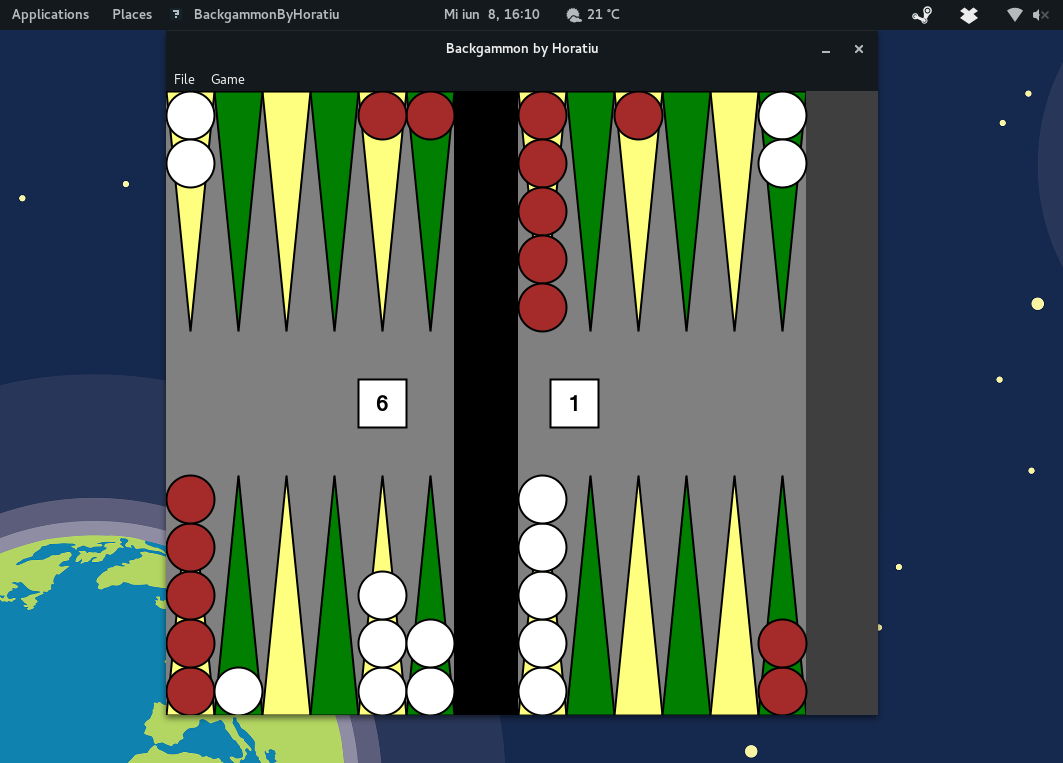 Applications Places ? BackgammonByHoratiu Mi iun 8, 16:10 21 °C
Backgammon by Horatiu
File Game
6 1